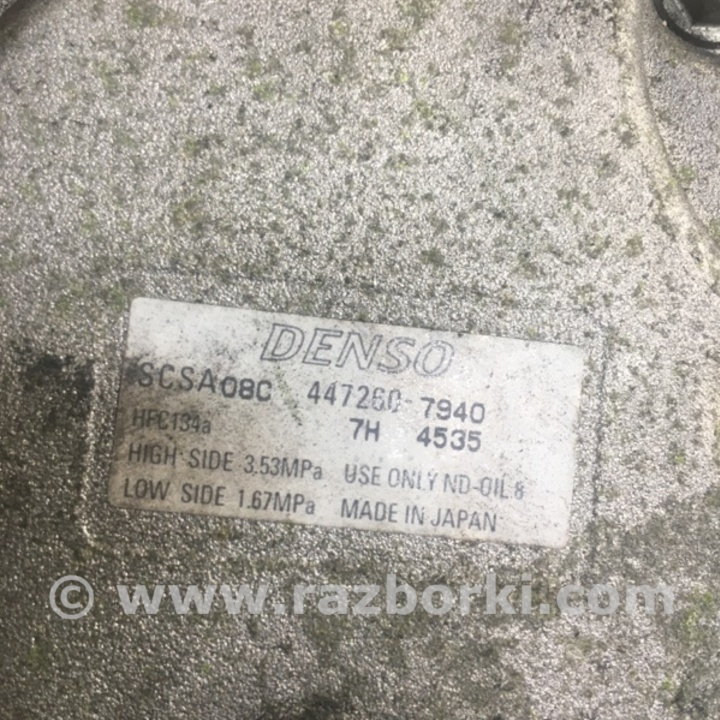 DENSO
SCSA08C 447260-7940
HFC134a 7H 4535
HIGH SIDE 3.53MPa USE ONLY ND-OIL 8
LOW SIDE 1.67MPa MADE IN JAPAN
© www.razborki.com